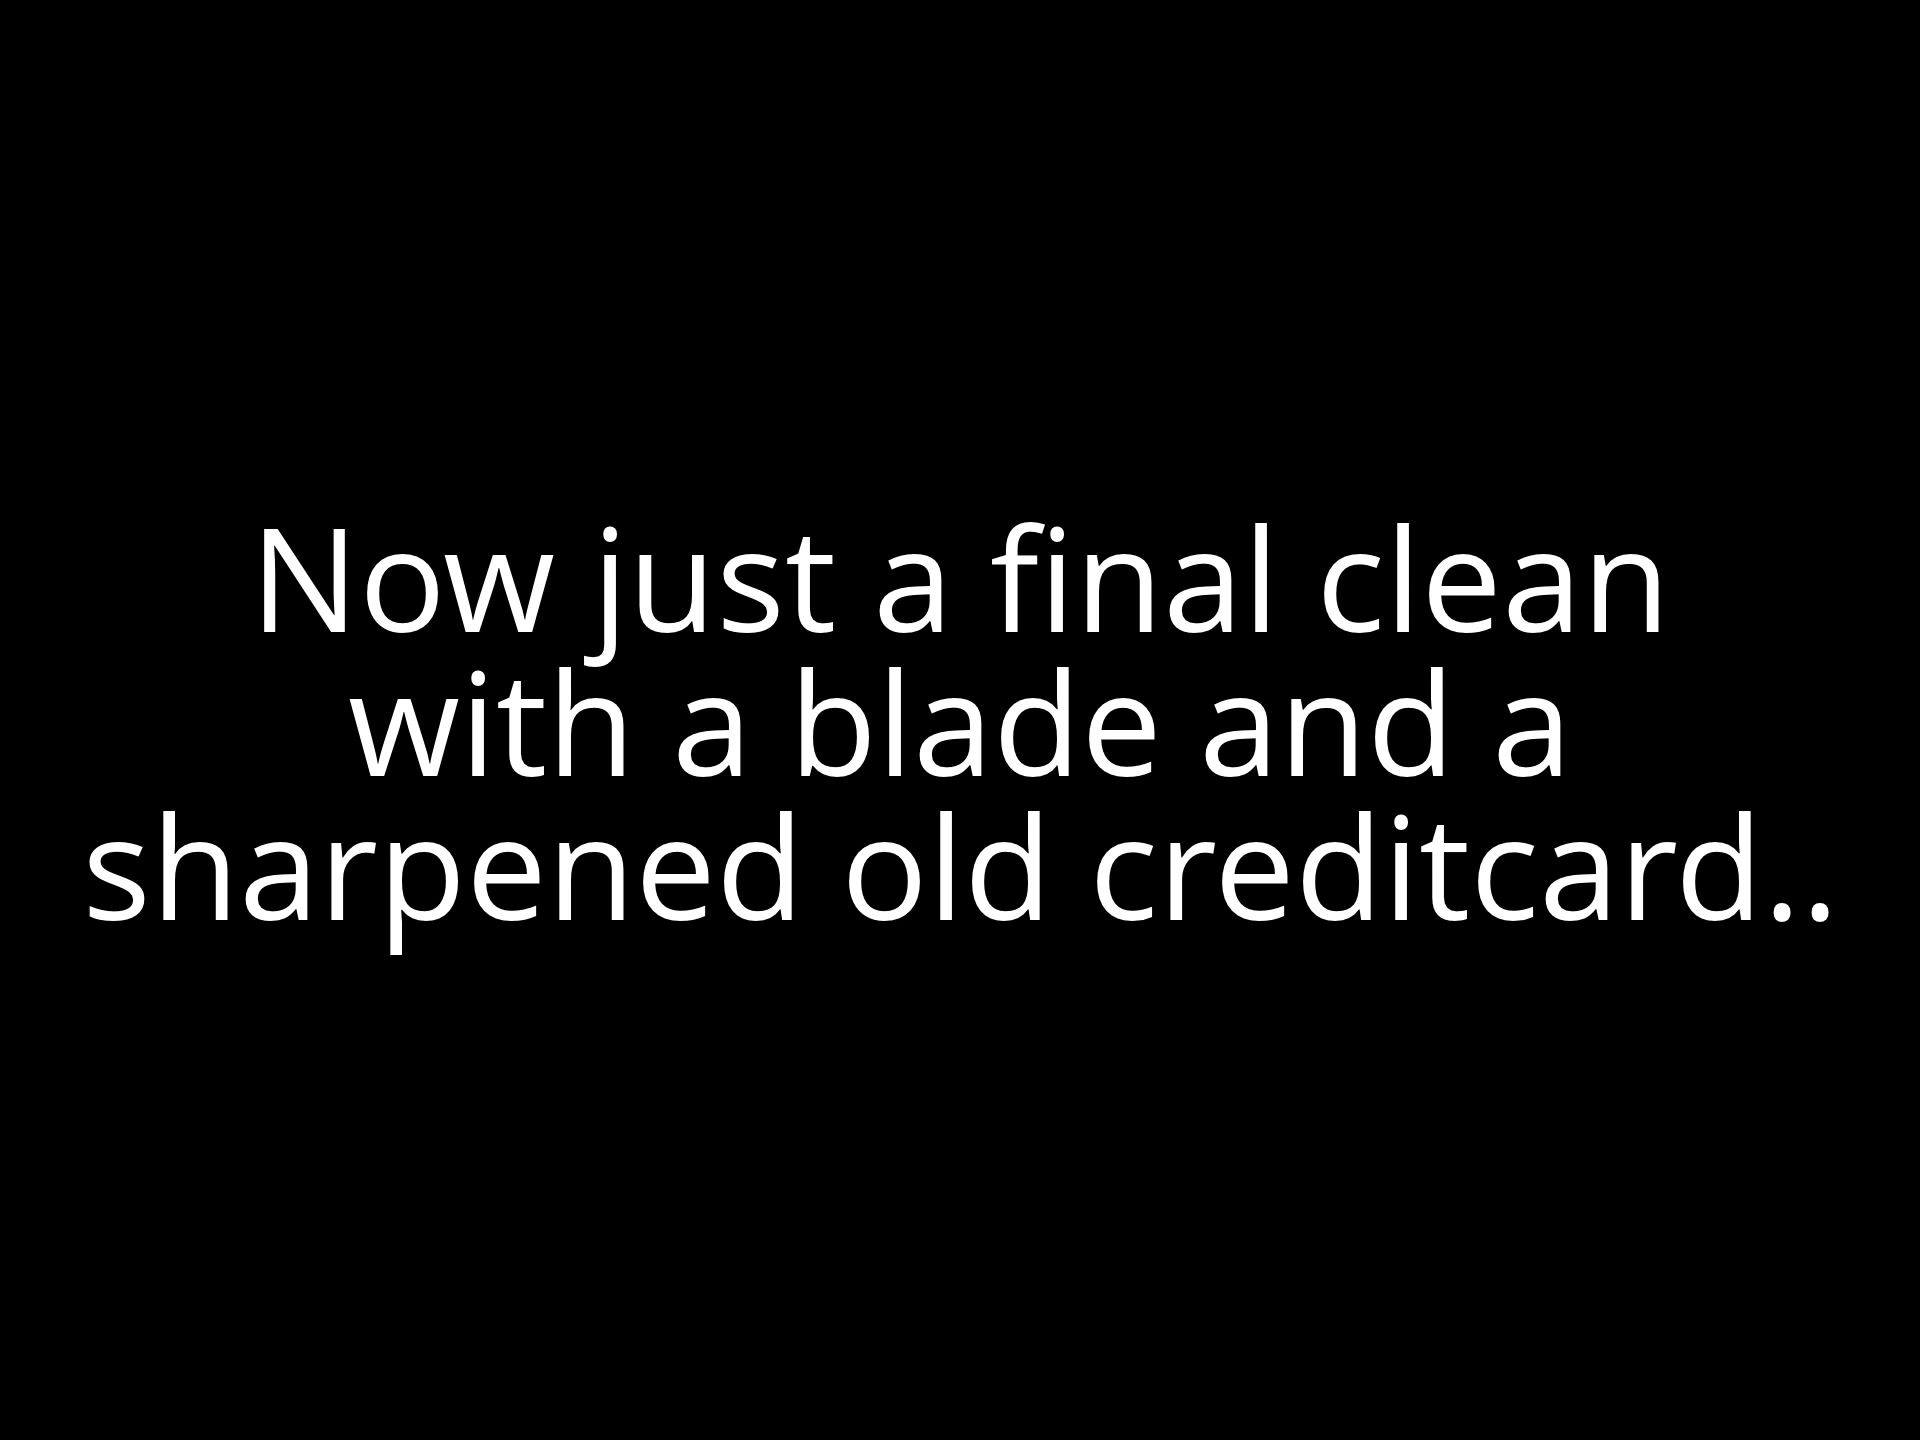 Now just a final clean
with a blade and a
sharpened old creditcard..